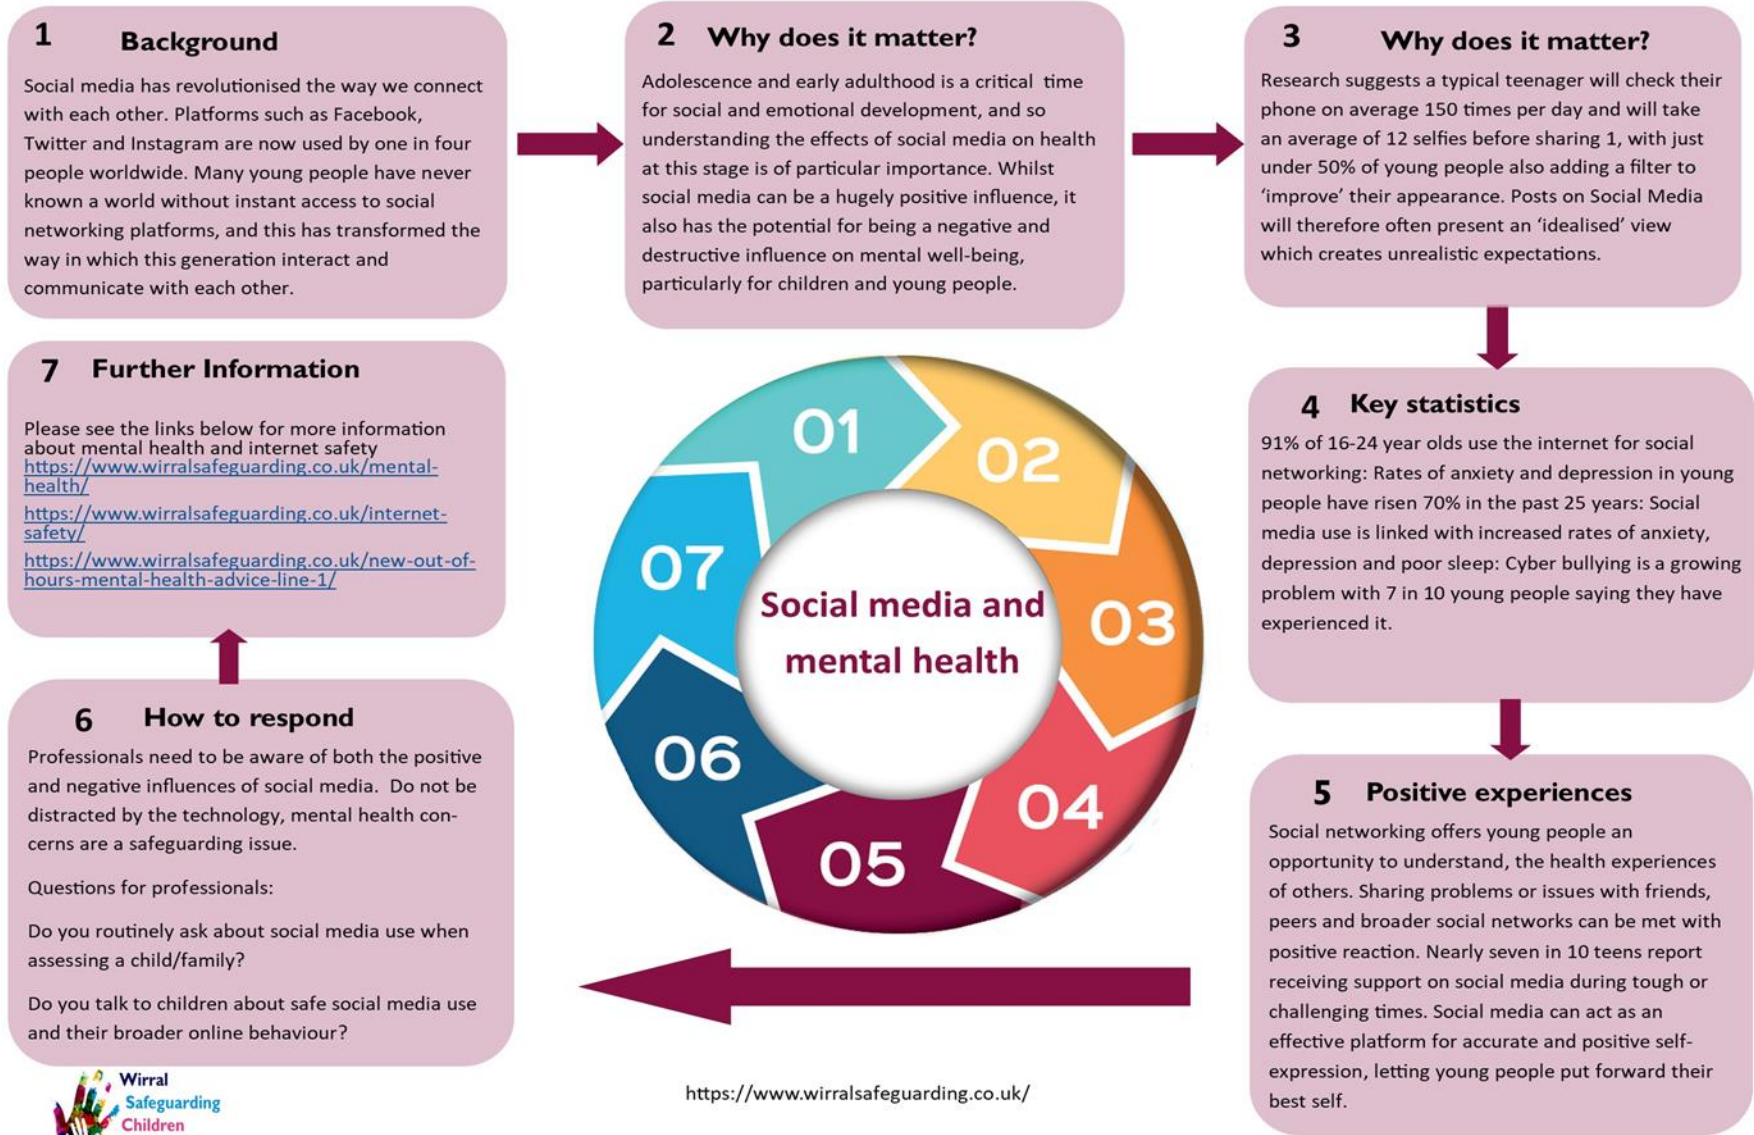 1 Background
Social media has revolutionised the way we connect
with each other. Platforms such as Facebook,
Twitter and Instagram are now used by one in four
people worldwide. Many young people have never
known a world without instant access to social
networking platforms, and this has transformed the
way in which this generation interact and
communicate with each other.
2 Why does it matter?
Adolescence and early adulthood is a critical time
for social and emotional development, and so
understanding the effects of social media on health
at this stage is of particular importance. Whilst
social media can be a hugely positive influence, it
also has the potential for being a negative and
destructive influence on mental well-being,
particularly for children and young people.
3 Why does it matter?
Research suggests a typical teenager will check their
phone on average 150 times per day and will take
an average of 12 selfies before sharing 1, with just
under 50% of young people also adding a filter to
‘improve’ their appearance. Posts on Social Media
will therefore often present an ‘idealised’ view
which creates unrealistic expectations.
4 Key statistics
91% of 16-24 year olds use the internet for social
networking: Rates of anxiety and depression in young
people have risen 70% in the past 25 years: Social
media use is linked with increased rates of anxiety,
depression and poor sleep: Cyber bullying is a growing
problem with 7 in 10 young people saying they have
experienced it.
5 Positive experiences
Social networking offers young people an
opportunity to understand, the health experiences
of others. Sharing problems or issues with friends,
peers and broader social networks can be met with
positive reaction. Nearly seven in 10 teens report
receiving support on social media during tough or
challenging times. Social media can act as an
effective platform for accurate and positive self-
expression, letting young people put forward their
best self.
6 How to respond
Professionals need to be aware of both the positive
and negative influences of social media. Do not be
distracted by the technology, mental health con-
cerns are a safeguarding issue.
Questions for professionals:
Do you routinely ask about social media use when
assessing a child/family?
Do you talk to children about safe social media use
and their broader online behaviour?
7 Further Information
Please see the links below for more information
about mental health and internet safety
https://www.wirralsafeguarding.co.uk/mental-
health/
https://www.wirralsafeguarding.co.uk/internet-
safety/
https://www.wirralsafeguarding.co.uk/new-out-of-
hours-mental-health-advice-line-1/
01
02
03
04
05
06
07
Social media and
mental health
Wirral
Safeguarding
Children
https://www.wirralsafeguarding.co.uk/